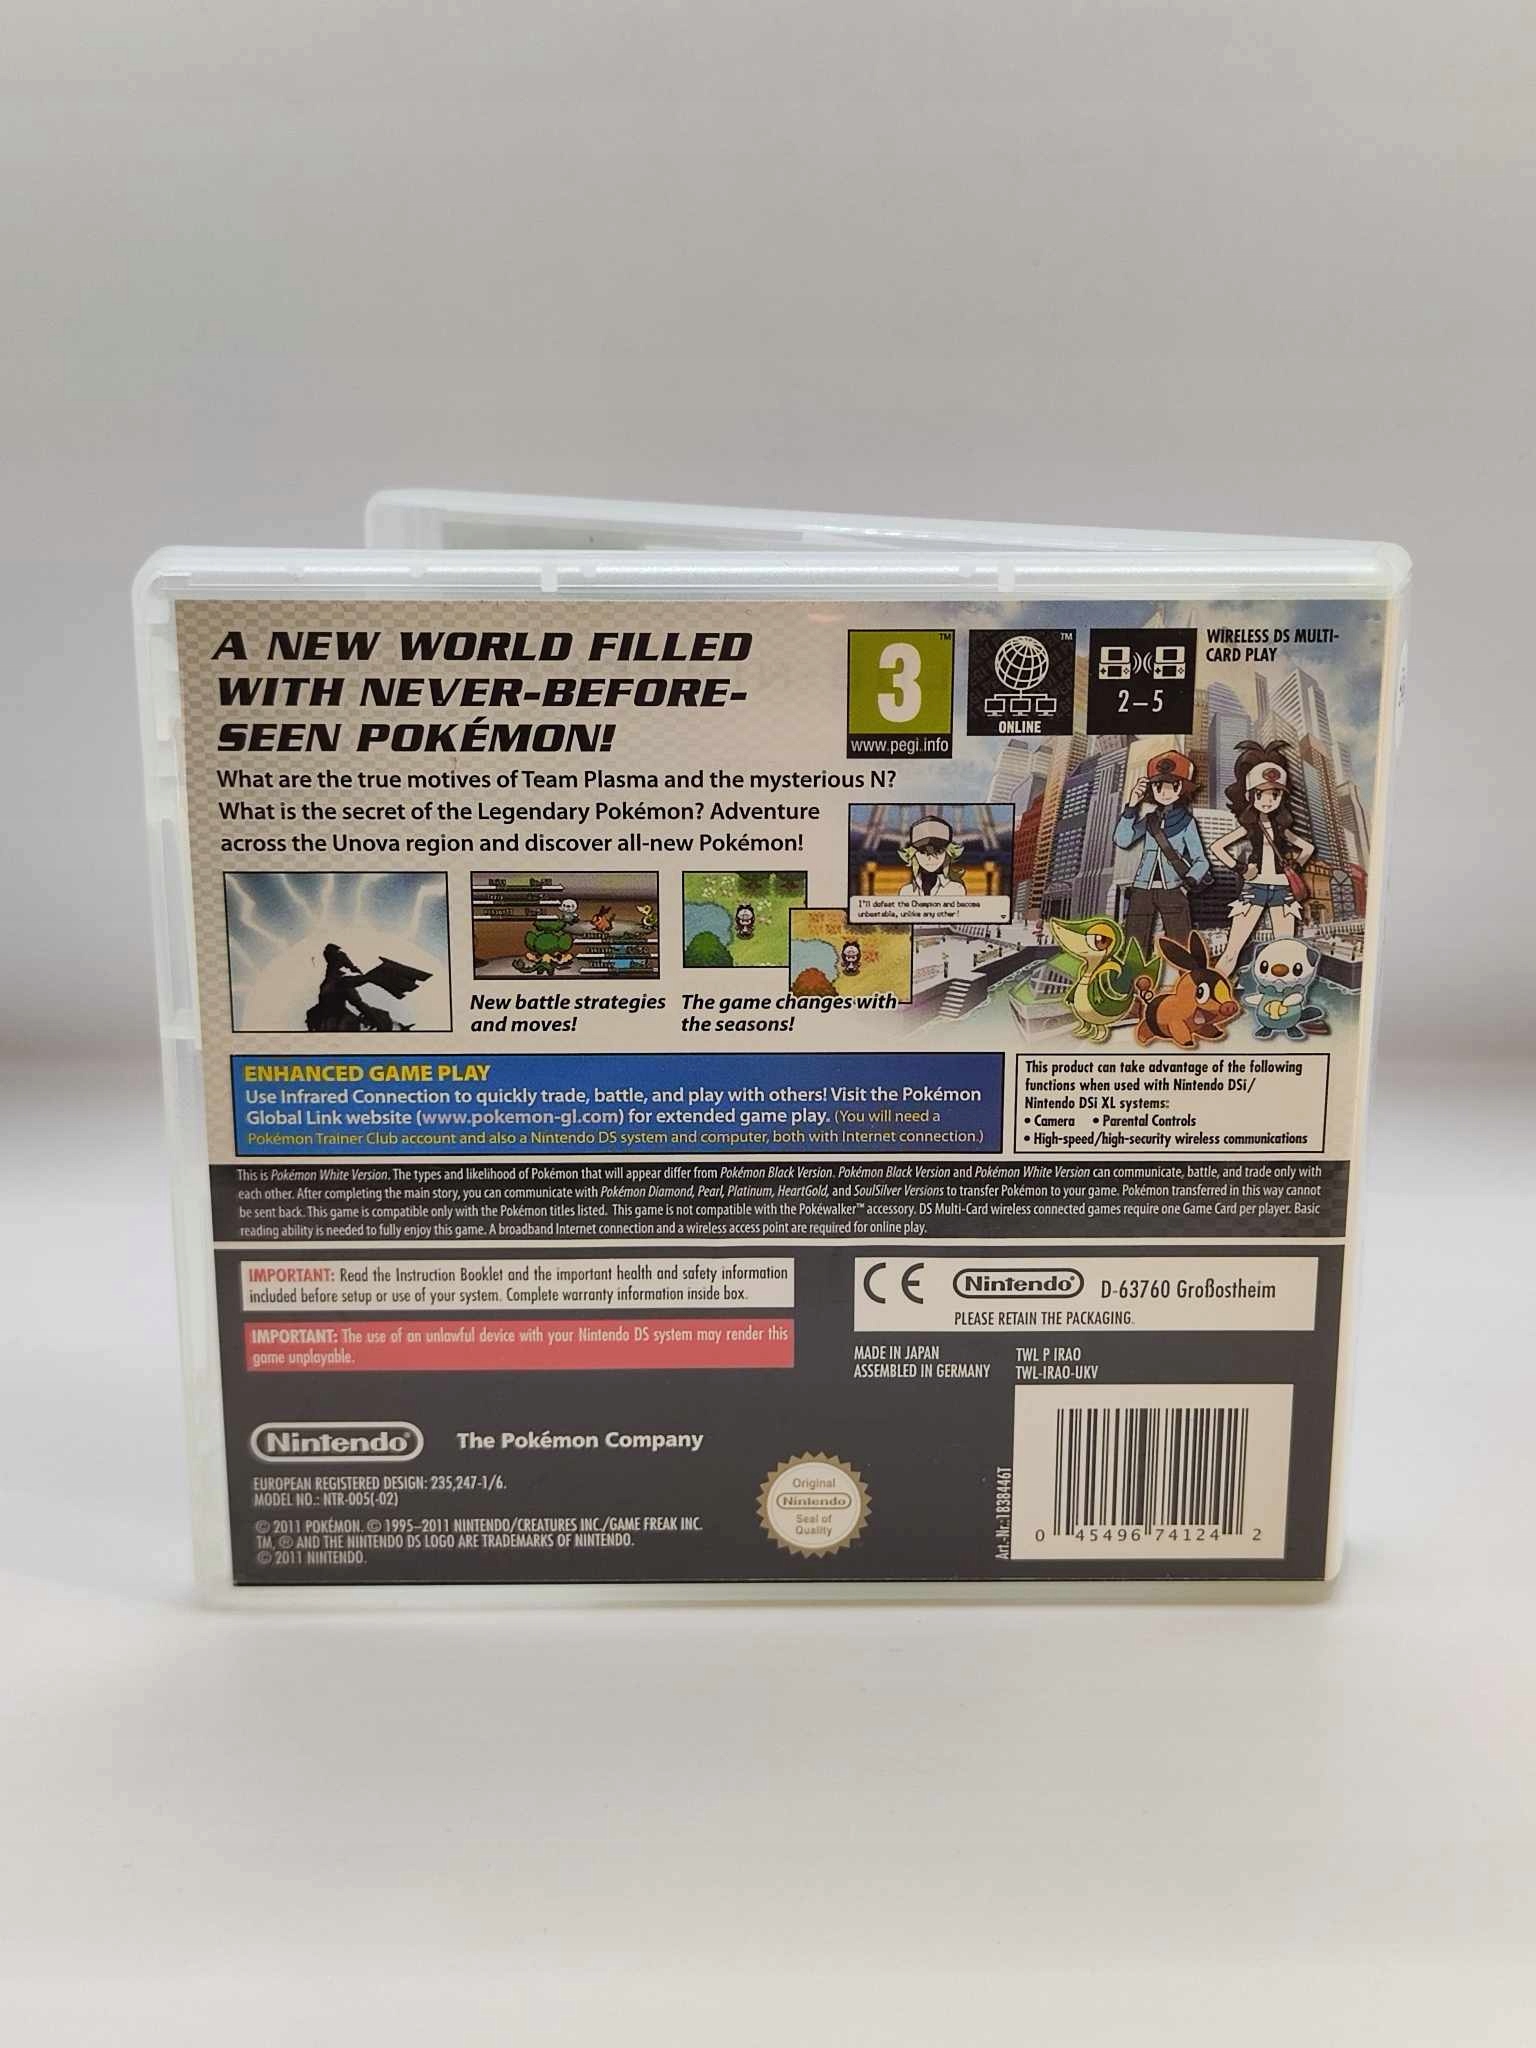 A NEW WORLD FILLED
WITH NEVER-BEFORE-
SEEN POKÉMON!
What are the true motives of Team Plasma and the mysterious N?
What is the secret of the Legendary Pokémon? Adventure
across the Unova region and discover all-new Pokémon!
3
TM
www.pegi.info
TM
ONLINE
2–5
WIRELESS DS MULTI-
CARD PLAY
I'll defeat the Champion and become
unbeatable, unlike any other!
New battle strategies
and moves!
The game changes with
the seasons!
ENHANCED GAME PLAY
Use Infrared Connection to quickly trade, battle, and play with others! Visit the Pokémon
Global Link website (www.pokemon-gl.com) for extended game play. (You will need a
Pokémon Trainer Club account and also a Nintendo DS system and computer, both with Internet connection.)
This product can take advantage of the following
functions when used with Nintendo DSi/
Nintendo DSi XL systems:
• Camera • Parental Controls
• High-speed/high-security wireless communications
This is Pokémon White Version. The types and likelihood of Pokémon that will appear differ from Pokémon Black Version. Pokémon Black Version and Pokémon White Version can communicate, battle, and trade only with
each other. After completing the main story, you can communicate with Pokémon Diamond, Pearl, Platinum, HeartGold, and SoulSilver Versions to transfer Pokémon to your game. Pokémon transferred in this way cannot
be sent back. This game is compatible only with the Pokémon titles listed. This game is not compatible with the Pokéwalker™ accessory. DS Multi-Card wireless connected games require one Game Card per player. Basic
reading ability is needed to fully enjoy this game. A broadband Internet connection and a wireless access point are required for online play.
IMPORTANT: Read the Instruction Booklet and the important health and safety information
included before setup or use of your system. Complete warranty information inside box.
IMPORTANT: The use of an unlawful device with your Nintendo DS system may render this
game unplayable.
CE Nintendo® D-63760 Großostheim
PLEASE RETAIN THE PACKAGING.
MADE IN JAPAN
ASSEMBLED IN GERMANY
TWL P IRAO
TWL-IRAO-UKV
Nintendo® The Pokémon Company
EUROPEAN REGISTERED DESIGN: 235,247-1/6.
MODEL NO.: NTR-005(-02)
© 2011 POKÉMON. © 1995–2011 NINTENDO/CREATURES INC./GAME FREAK INC.
TM, ® AND THE NINTENDO DS LOGO ARE TRADEMARKS OF NINTENDO.
© 2011 NINTENDO.
Original
Nintendo
Seal of
Quality
Art.-Nr.:1838446T
0 45496 74124 2